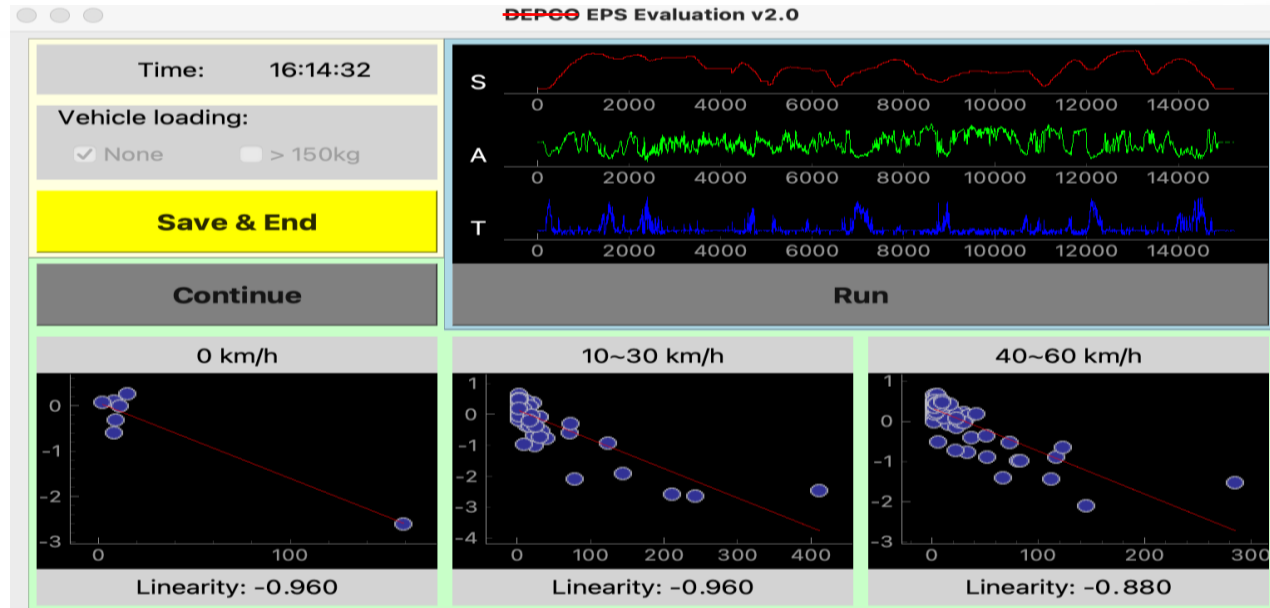 DEPCO EPS Evaluation v2.0
Time: 16:14:32
Vehicle loading:
None > 150kg
Save & End
Continue
S
0 2000 4000 6000 8000 10000 12000 14000
A
0 2000 4000 6000 8000 10000 12000 14000
T
0 2000 4000 6000 8000 10000 12000 14000
Run
0 km/h
0
-1
-2
-3
0 100
Linearity: -0.960
10~30 km/h
1
0
-1
-2
-3
-4
0 100 200 300 400
Linearity: -0.960
40~60 km/h
1
0
-1
-3
0 100 200 300
Linearity: -0.880